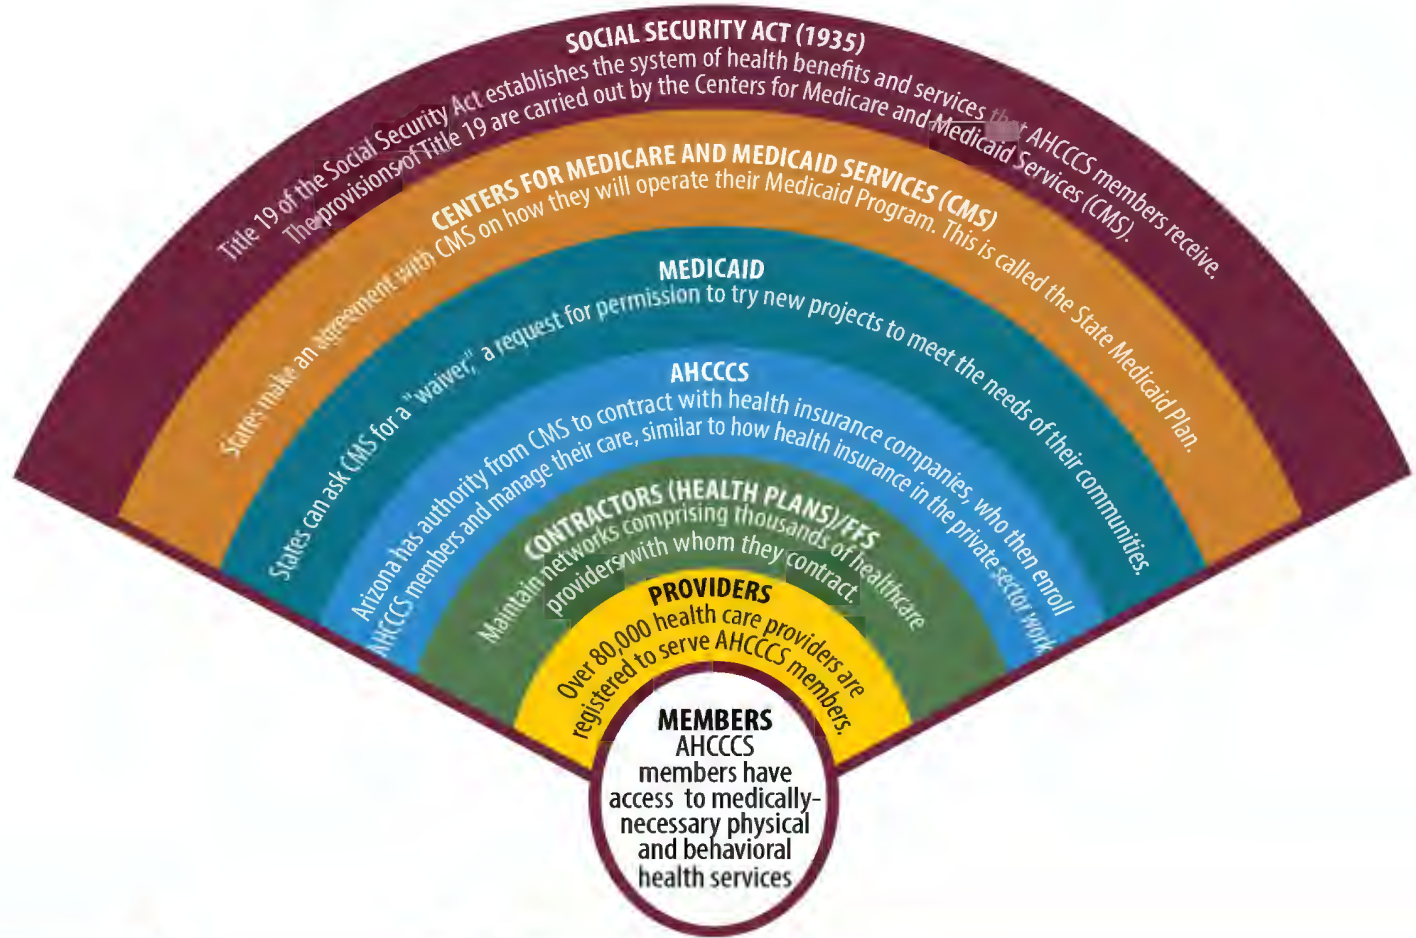 SOCIAL SECURITY ACT (1935)
Title 19 of the Social Security Act establishes the system of health benefits and services that AHCCCS members receive.
The provisions of Title 19 are carried out by the Centers for Medicare and Medicaid Services (CMS).
CENTERS FOR MEDICARE AND MEDICAID SERVICES (CMS)
States make an agreement with CMS on how they will operate their Medicaid Program. This is called the State Medicaid Plan.
MEDICAID
States can ask CMS for a "waiver," a request for permission to try new projects to meet the needs of their communities.
AHCCCS
Arizona has authority from CMS to contract with health insurance companies, who then enroll
AHCCCS members and manage their care, similar to how health insurance in the private sector work
CONTRACTORS (HEALTH PLANS)/FFS
Maintain networks comprising thousands of healthcare
providers with whom they contract.
PROVIDERS
Over 80,000 health care providers are
registered to serve AHCCCS members.
MEMBERS
AHCCCS
members have
access to medically-
necessary physical
and behavioral
health services